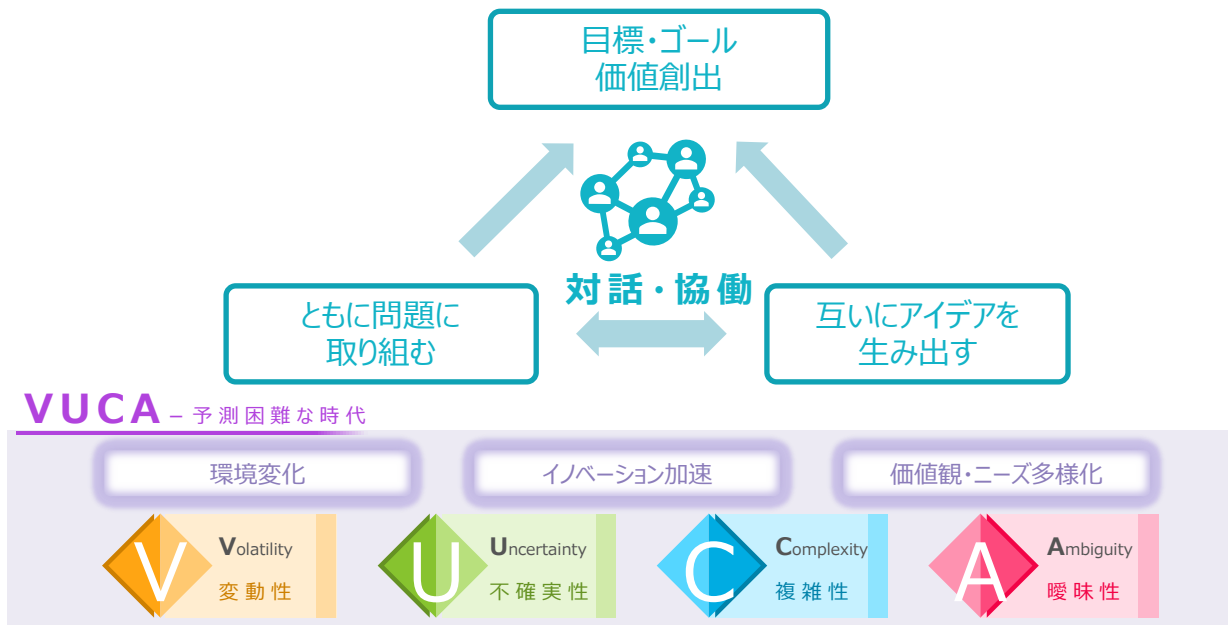 目標・ゴール
価値創出
対話・協働
ともに問題に
取り組む
互いにアイデアを
生み出す
VUCA – 予測困難な時代
環境変化
イノベーション加速
価値観・ニーズ多様化
V
Volatility
変動性
U
Uncertainty
不確実性
C
Complexity
複雑性
A
Ambiguity
曖昧性